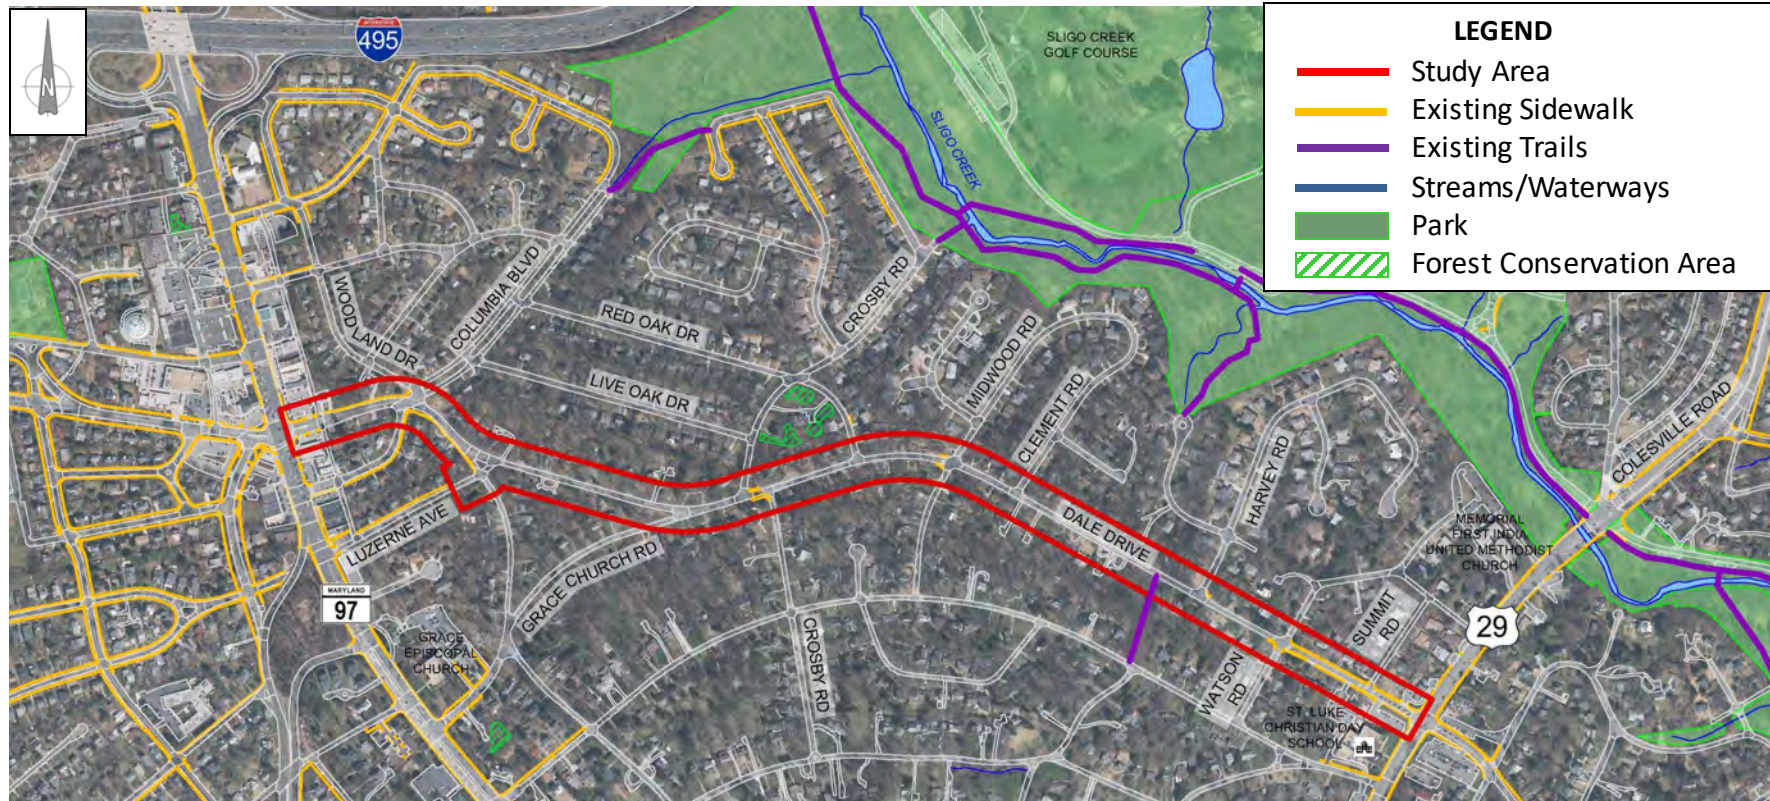 N
INTERSTATE
495
SLIGO CREEK
GOLF COURSE
LEGEND
Study Area
Existing Sidewalk
Existing Trails
Streams/Waterways
Park
Forest Conservation Area
SLIGO CREEK
WOOD LAND DR
COLUMBIA BLVD
RED OAK DR
CROSBY RD
LIVE OAK DR
MIDWOOD RD
CLEMENT RD
HARVEY RD
COLESVILLE ROAD
LUZERNE AVE
GRACE CHURCH RD
DALE DRIVE
MEMORIAL
FIRST INDIA
UNITED METHODIST
CHURCH
MARYLAND
97
GRACE
EPISCOPAL
CHURCH
CROSBY RD
WATSON
RD
SUMMIT
RD
29
ST. LUKE
CHRISTIAN DAY
SCHOOL